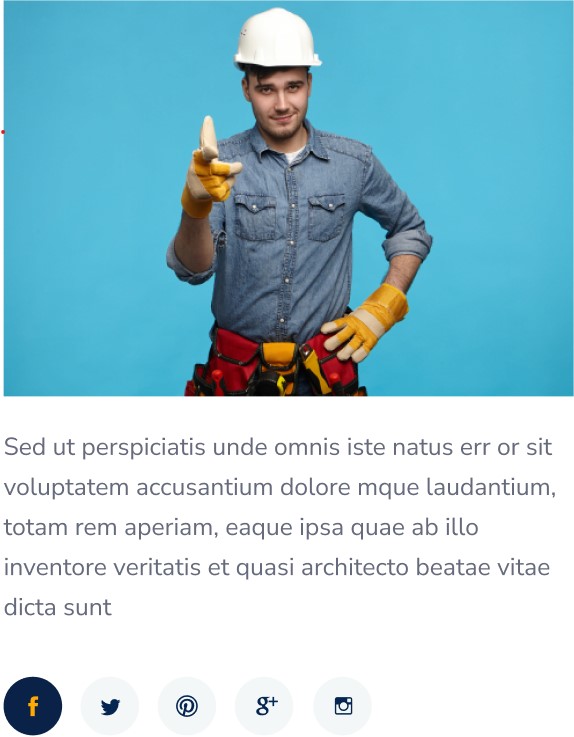 Sed ut perspiciatis unde omnis iste natus err or sit
voluptatem accusantium dolore mque laudantium,
totam rem aperiam, eaque ipsa quae ab illo
inventore veritatis et quasi architecto beatae vitae
dicta sunt